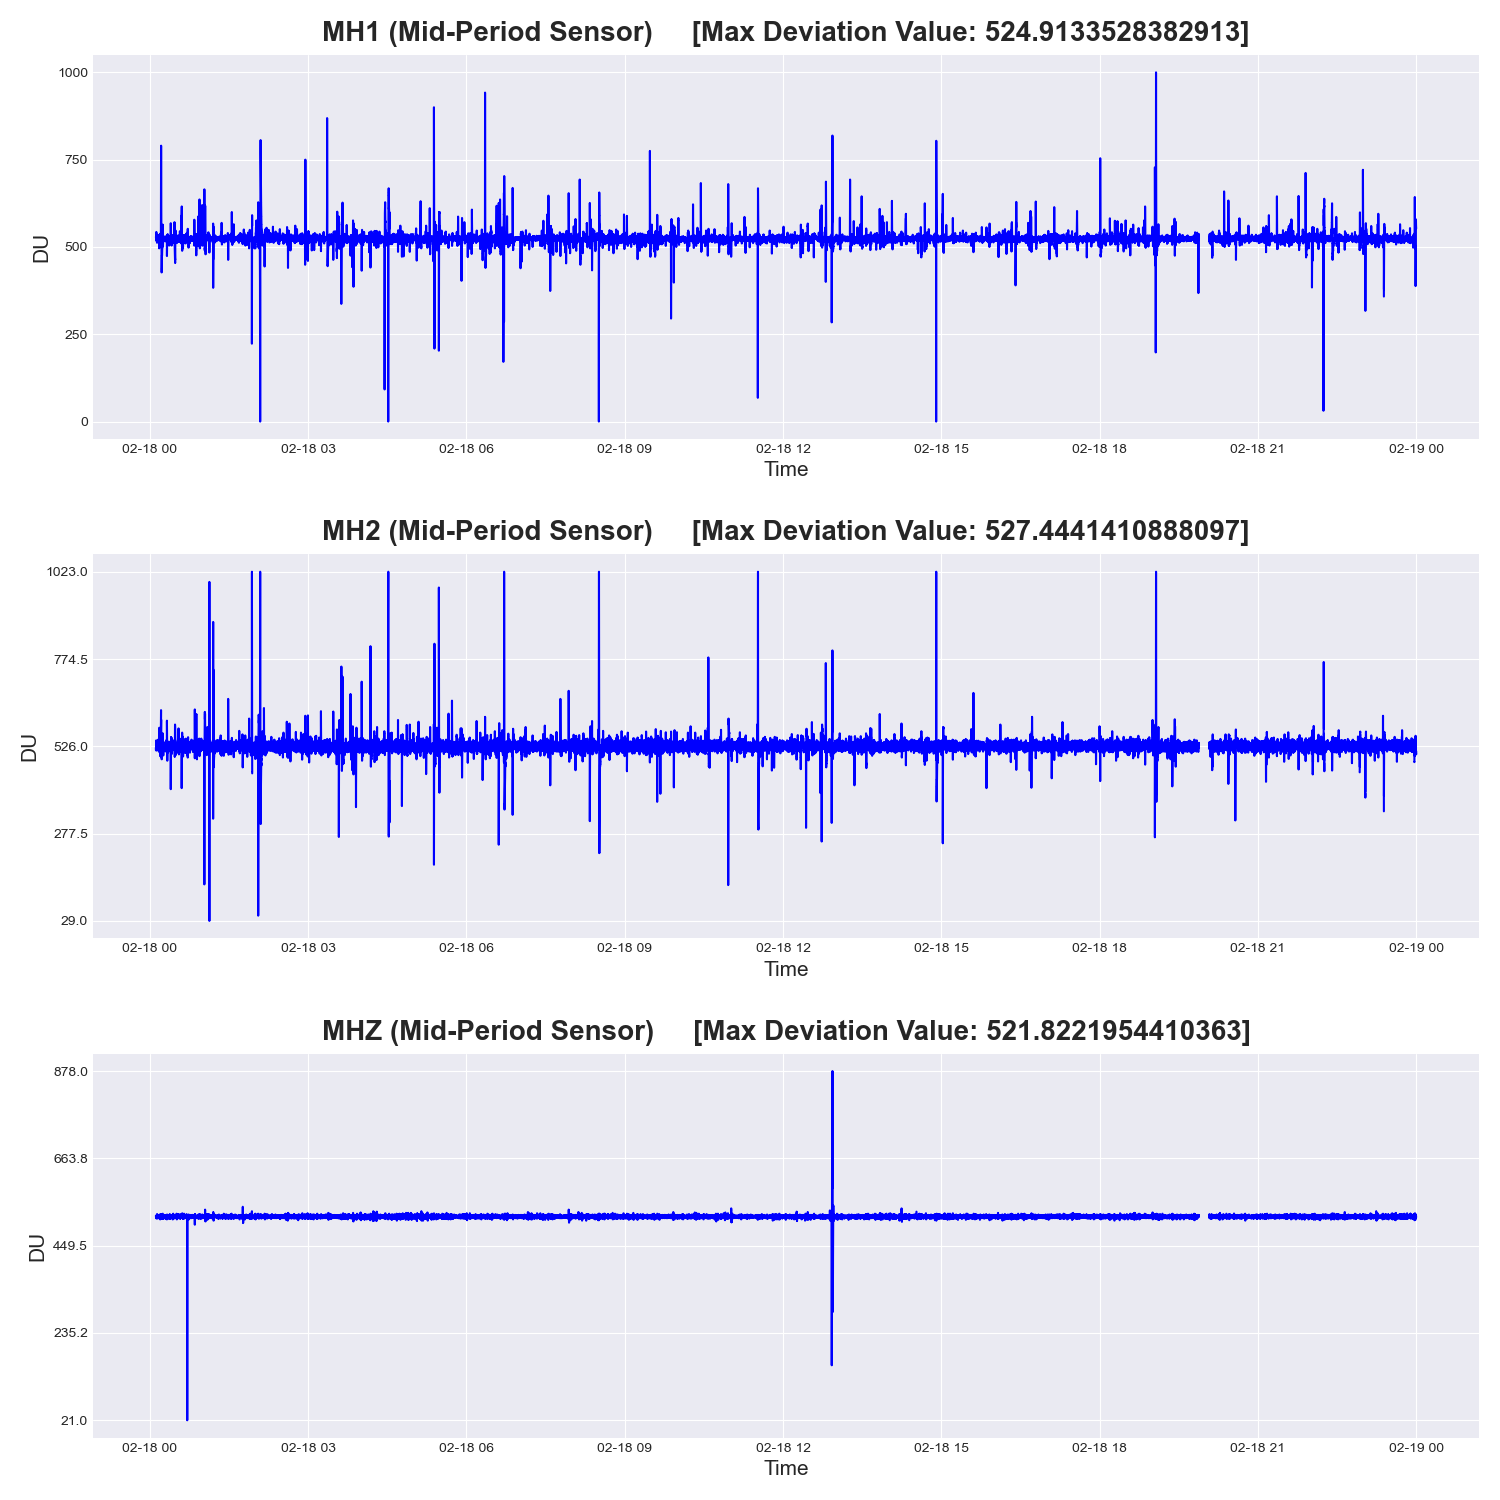 MH1 (Mid-Period Sensor) [Max Deviation Value: 524.9133528382913]
1000
750
500
250
0
DU
02-18 00 02-18 03 02-18 06 02-18 09 02-18 12 02-18 15 02-18 18 02-18 21 02-19 00
Time
MH2 (Mid-Period Sensor) [Max Deviation Value: 527.4441410888097]
1023.0
774.5
526.0
277.5
29.0
DU
02-18 00 02-18 03 02-18 06 02-18 09 02-18 12 02-18 15 02-18 18 02-18 21 02-19 00
Time
MHZ (Mid-Period Sensor) [Max Deviation Value: 521.8221954410363]
878.0
663.8
449.5
235.2
21.0
DU
02-18 00 02-18 03 02-18 06 02-18 09 02-18 12 02-18 15 02-18 18 02-18 21 02-19 00
Time